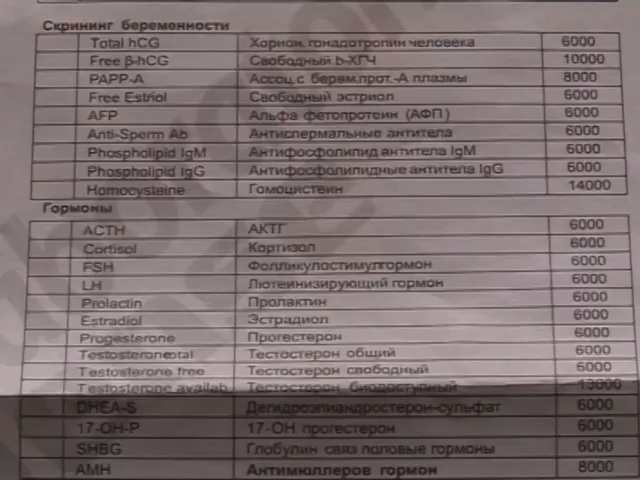 Скрининг беременности
Total hCG Хорион. гонадотропин человека 6000
Free β-hCG Свободный b-ХГЧ 10000
PAPP-A Ассоц.с берем.прот.-А плазмы 8000
Free Estriol Свободный эстриол 6000
AFP Альфа фетопротеин (АФП) 6000
Anti-Sperm Ab Антиспермальные антитела 6000
Phospholipid IgM Антифосфолипид антитела IgM 6000
Phospholipid IgG Антифосфолипидные антитела IgG 6000
Homocysteine Гомоцистеин 14000
Гормоны
ACTH АКТГ 6000
Cortisol Кортизол 6000
FSH Фолликулостимулгормон 6000
LH Лютеинизирующий гормон 6000
Prolactin Пролактин 6000
Estradiol Эстрадиол 6000
Progesterone Прогестерон 6000
Testosteronetotal Тестостерон общий 6000
Testosterone free Тестостерон свободный 6000
Testosterone availab Тестостерон биодоступный 13000
DHEA-S Дегидроэпиандростерон-сульфат 6000
17-OH-P 17-ОН прогестерон 6000
SHBG Глобулин связ половые гормоны 6000
AMH Антимюллеров гормон 8000